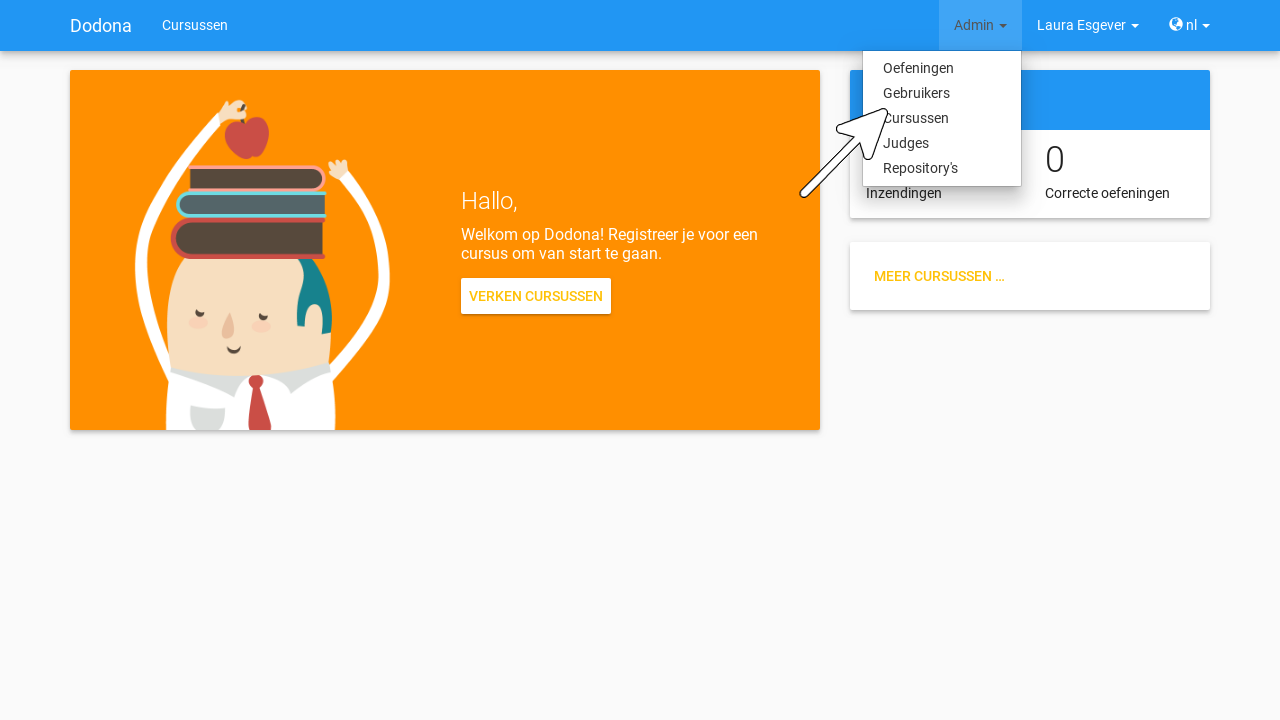 Dodona
Cursussen
Admin
Laura Esgever
nl
Oefeningen
Gebruikers
Cursussen
Judges
Repository's
Hallo,
Welkom op Dodona! Registreer je voor een
cursus om van start te gaan.
VERKEN CURSUSSEN
0
Inzendingen
Correcte oefeningen
MEER CURSUSSEN ...